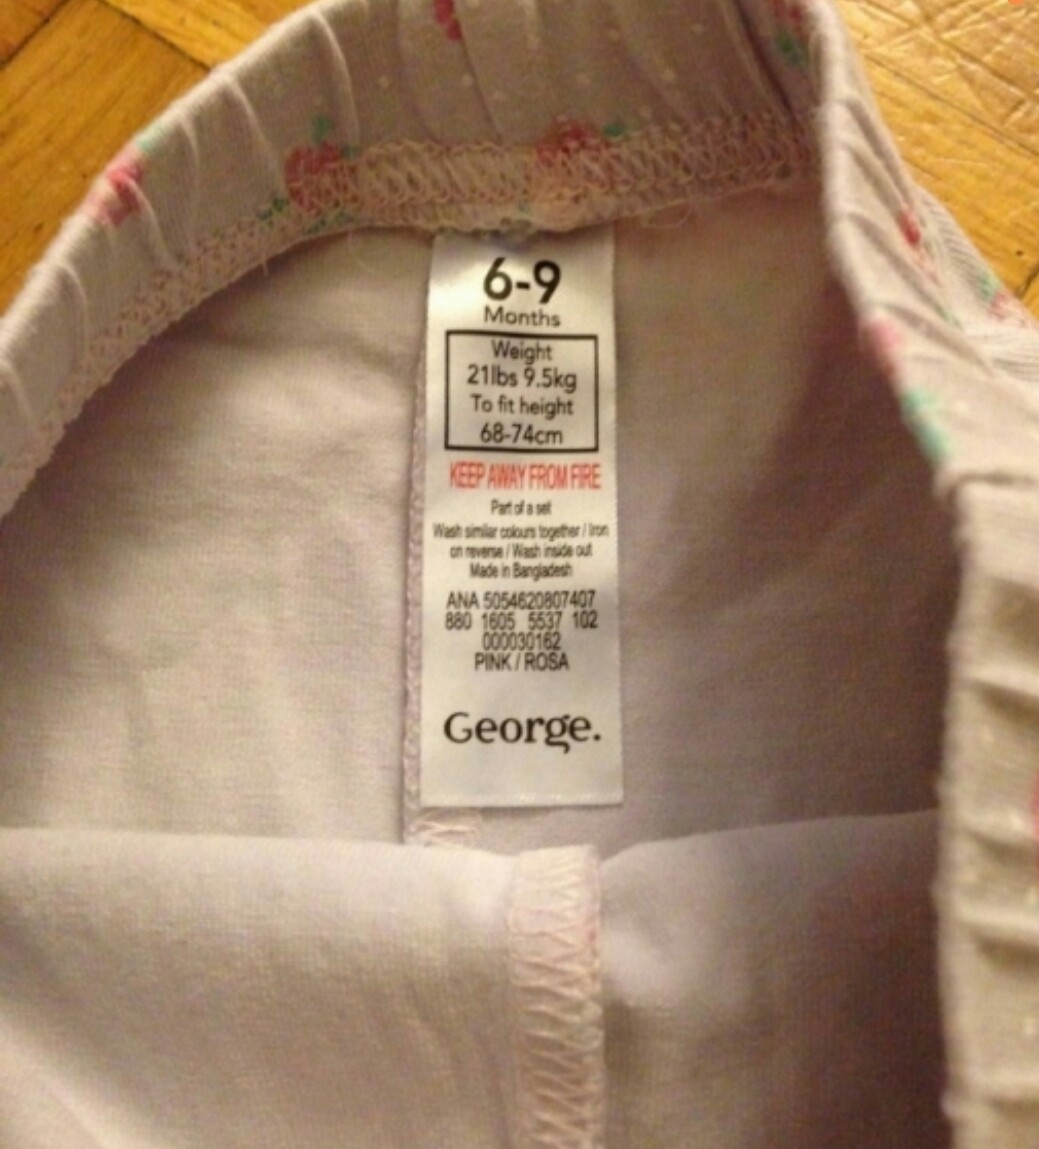 6-9
Months
Weight
21lbs 9.5kg
To fit height
68-74cm
KEEP AWAY FROM FIRE
Part of a set
Wash similar colours together / Iron
on reverse / Wash inside out
Made in Bangladesh
ANA 5054620807407
880 1605 5537 102
000030162
PINK / ROSA
George.